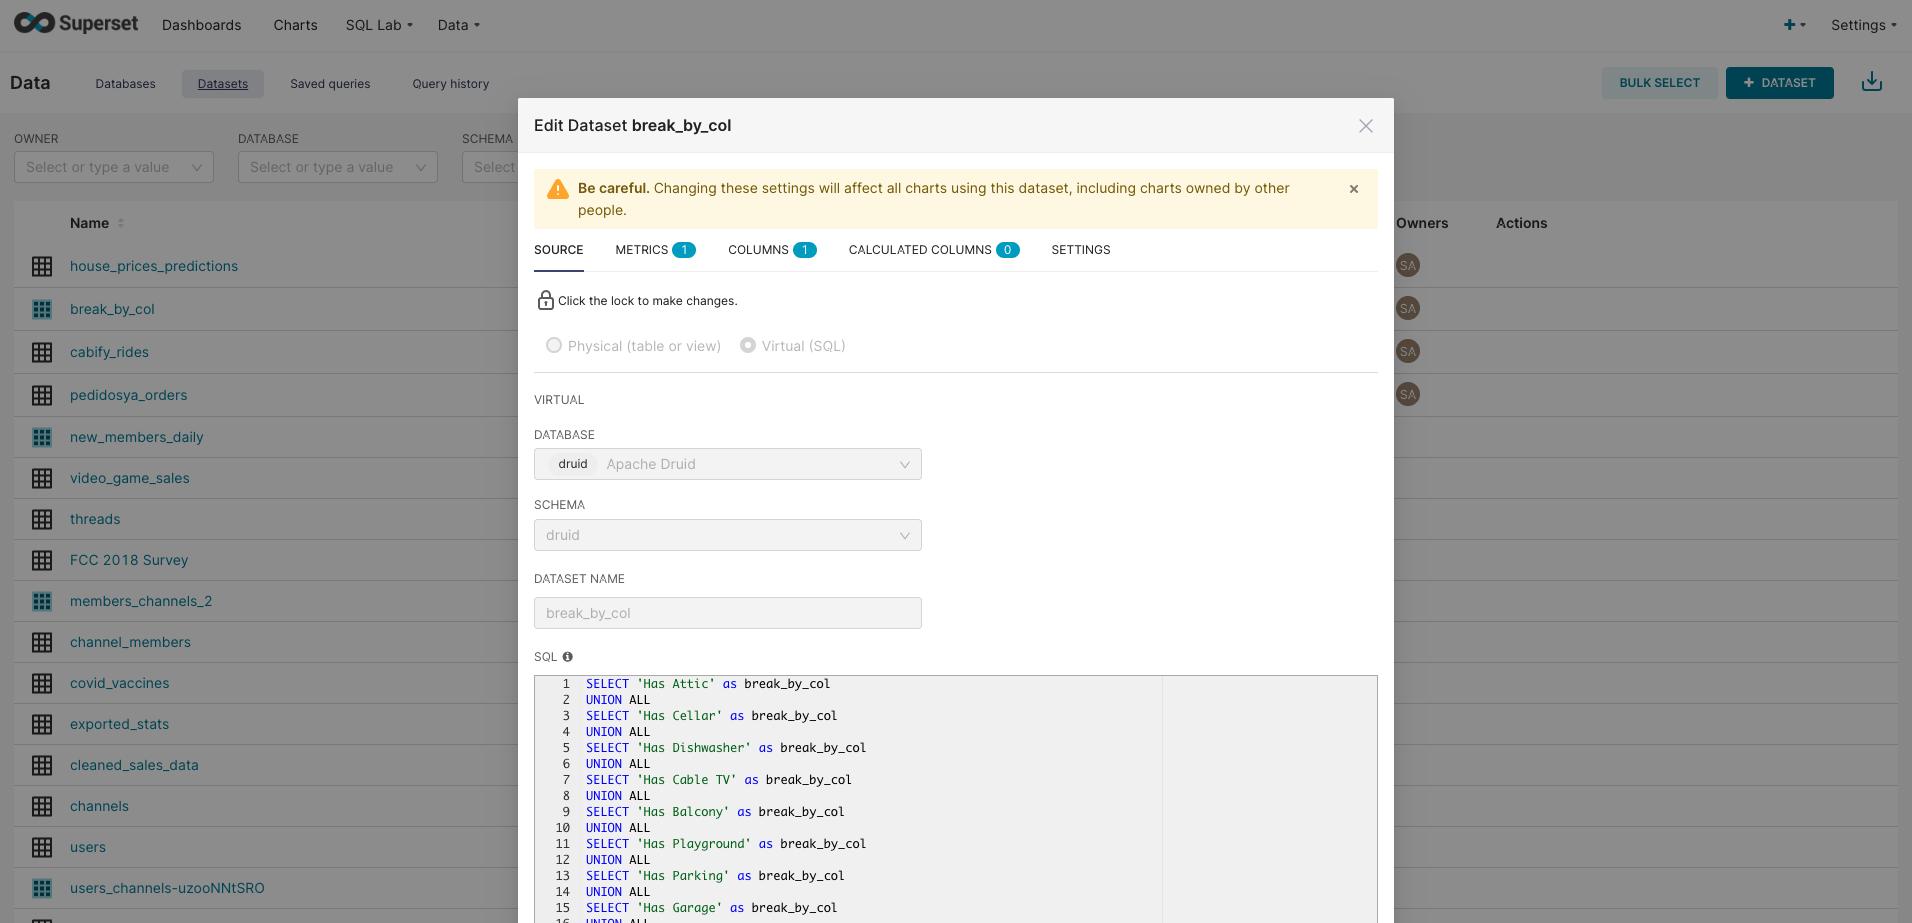 Superset Dashboards Charts SQL Lab Data + Settings
Data Databases Datasets Saved queries Query history BULK SELECT + DATASET
OWNER DATABASE SCHEMA
Select or type a value Select or type a value Select
Name Owners Actions
house_prices_predictions SA
break_by_col SA
cabify_rides SA
pedidosya_orders SA
new_members_daily
video_game_sales
threads
FCC 2018 Survey
members_channels_2
channel_members
covid_vaccines
exported_stats
cleaned_sales_data
channels
users
users_channels-uzooNNtSRO
Edit Dataset break_by_col
Be careful. Changing these settings will affect all charts using this dataset, including charts owned by other
people.
SOURCE METRICS 1 COLUMNS 1 CALCULATED COLUMNS 0 SETTINGS
Click the lock to make changes.
Physical (table or view) Virtual (SQL)
VIRTUAL
DATABASE
druid Apache Druid
SCHEMA
druid
DATASET NAME
break_by_col
SQL
1 SELECT 'Has Attic' as break_by_col
2 UNION ALL
3 SELECT 'Has Cellar' as break_by_col
4 UNION ALL
5 SELECT 'Has Dishwasher' as break_by_col
6 UNION ALL
7 SELECT 'Has Cable TV' as break_by_col
8 UNION ALL
9 SELECT 'Has Balcony' as break_by_col
10 UNION ALL
11 SELECT 'Has Playground' as break_by_col
12 UNION ALL
13 SELECT 'Has Parking' as break_by_col
14 UNION ALL
15 SELECT 'Has Garage' as break_by_col
16 UNION ALL